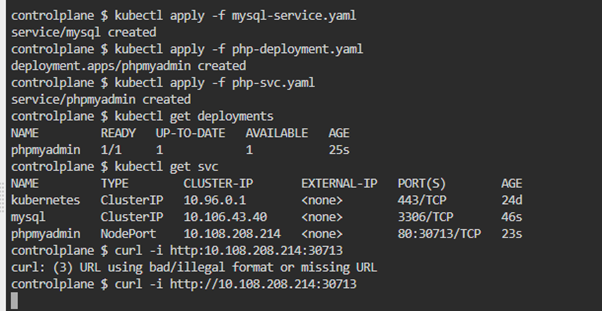 controlplane $ kubectl apply -f mysql-service.yaml
service/mysql created
controlplane $ kubectl apply -f php-deployment.yaml
deployment.apps/phpmyadmin created
controlplane $ kubectl apply -f php-svc.yaml
service/phpmyadmin created
controlplane $ kubectl get deployments
NAME         READY   UP-TO-DATE   AVAILABLE   AGE
phpmyadmin   1/1     1            1           25s
controlplane $ kubectl get svc
NAME         TYPE        CLUSTER-IP       EXTERNAL-IP   PORT(S)        AGE
kubernetes   ClusterIP   10.96.0.1        <none>        443/TCP        24d
mysql        ClusterIP   10.106.43.40     <none>        3306/TCP       46s
phpmyadmin   NodePort    10.108.208.214   <none>        80:30713/TCP   23s
controlplane $ curl -i http:10.108.208.214:30713
curl: (3) URL using bad/illegal format or missing URL
controlplane $ curl -i http://10.108.208.214:30713